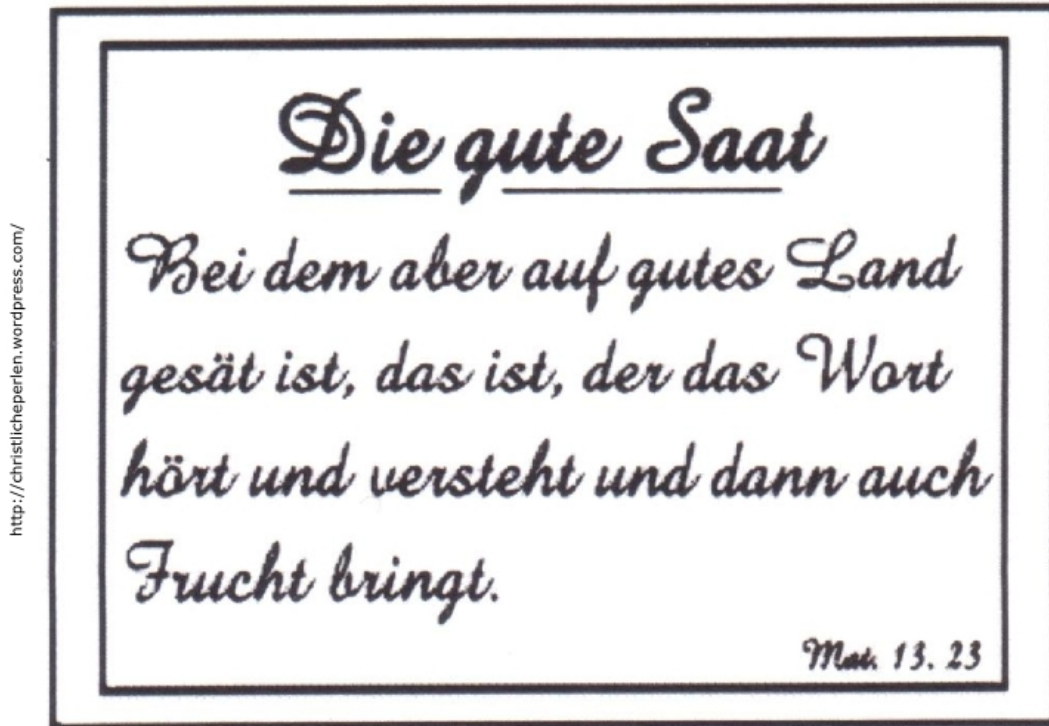 Die gute Saat
Bei dem aber auf gutes Land
gesät ist, das ist, der das Wort
hört und versteht und dann auch
Frucht bringt.
Mat. 13. 23
http://christlicheperlen.wordpress.com/